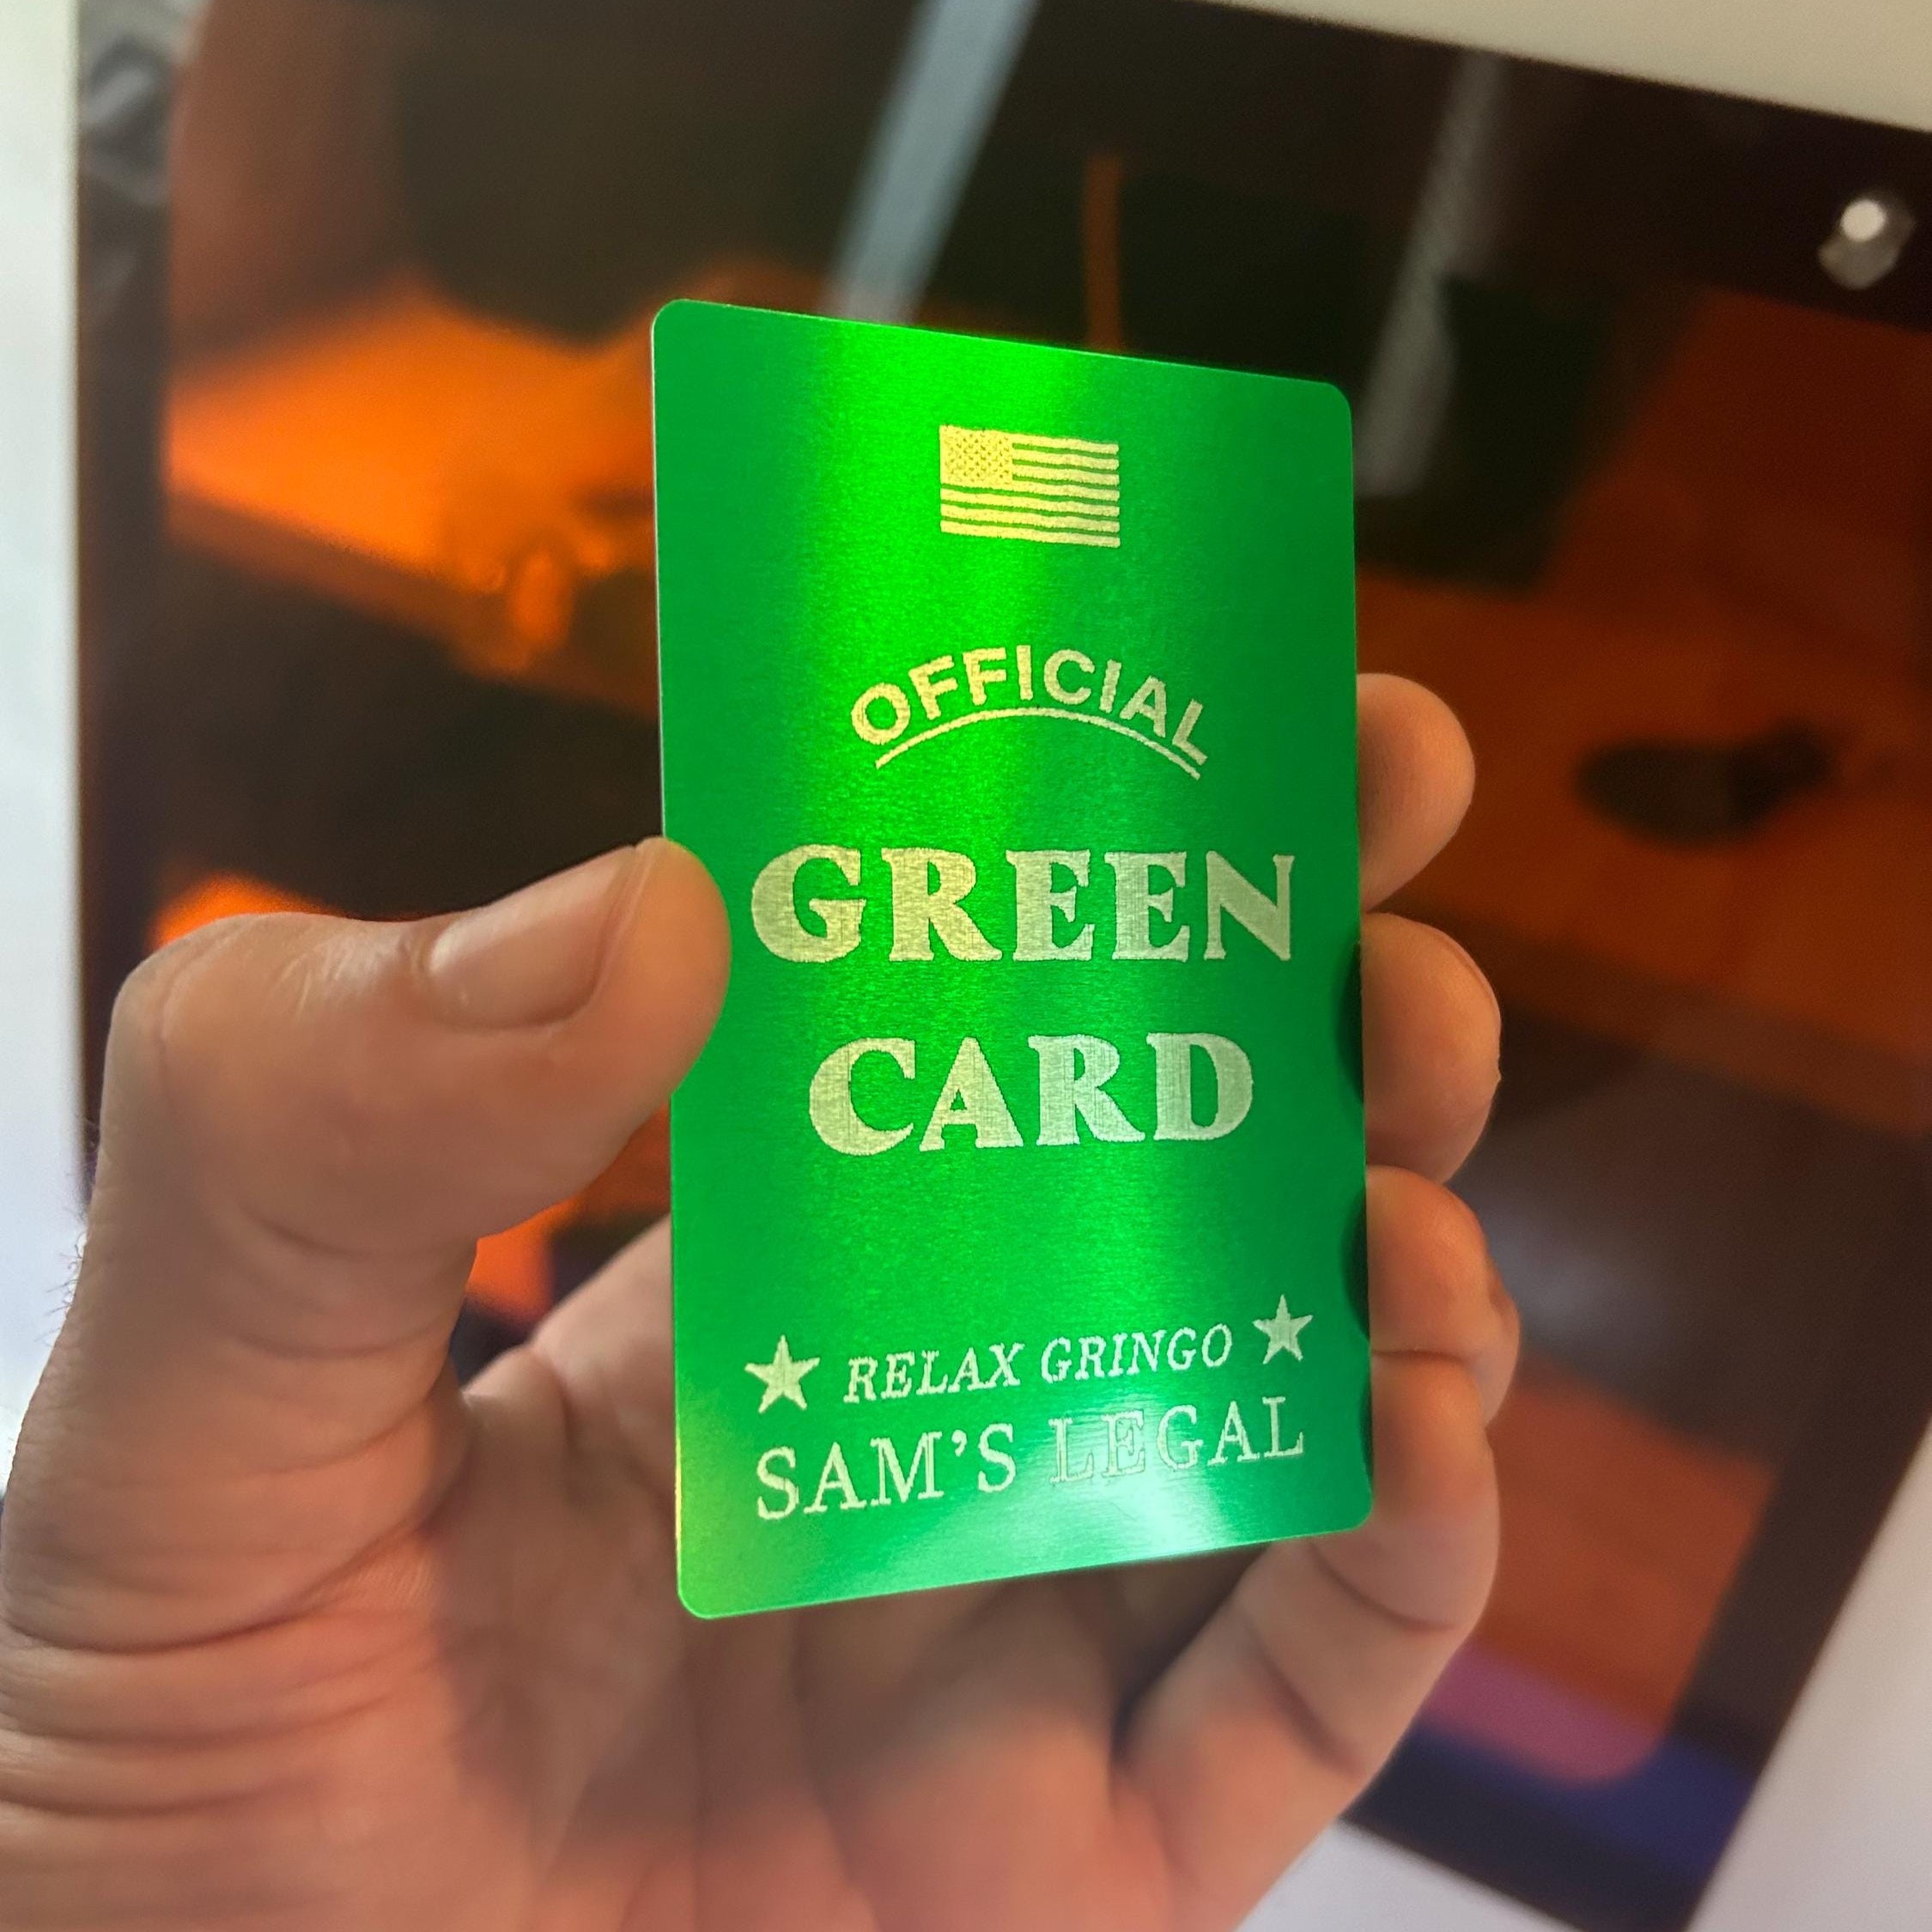 OFFICIAL
GREEN
CARD
RELAX GRINGO
SAM'S LEGAL